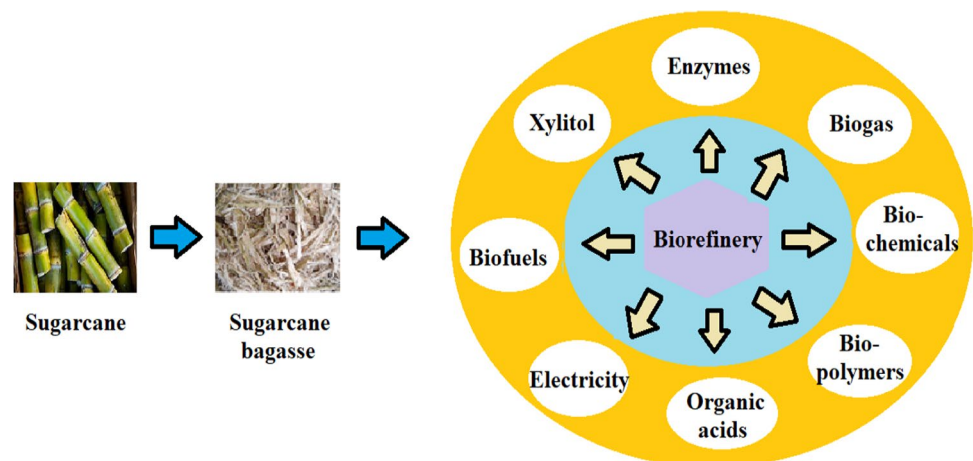 Sugarcane
Sugarcane
bagasse
Biorefinery
Enzymes
Biogas
Bio-
chemicals
Bio-
polymers
Organic
acids
Electricity
Biofuels
Xylitol